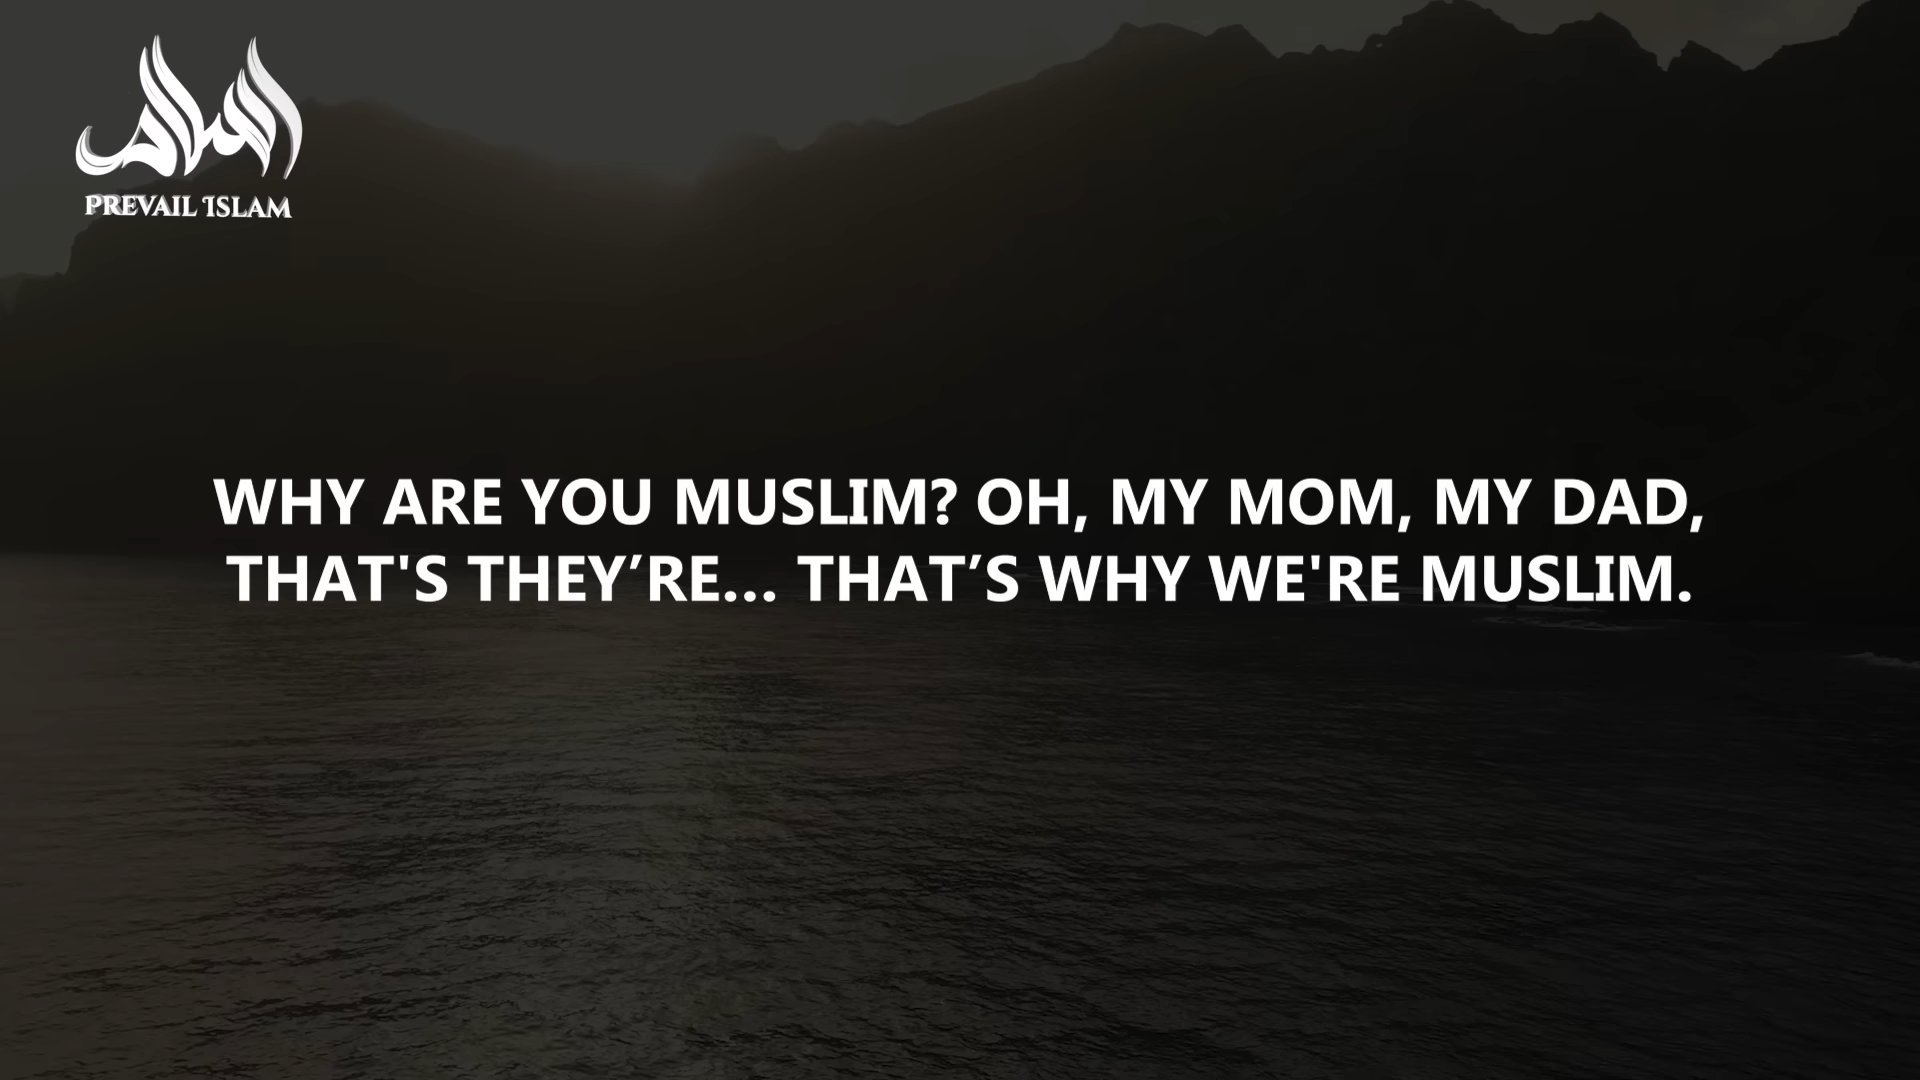 السلام
PREVAIL ISLAM
WHY ARE YOU MUSLIM? OH, MY MOM, MY DAD,
THAT'S THEY’RE... THAT’S WHY WE'RE MUSLIM.